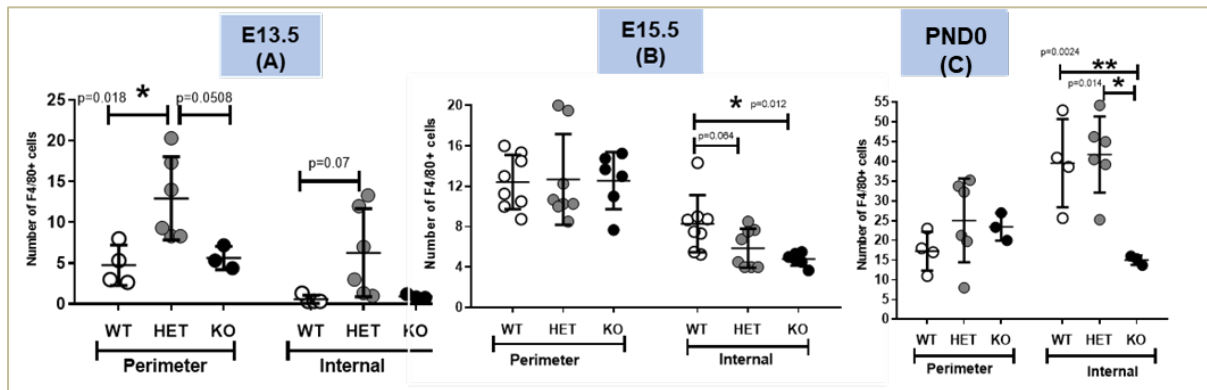 E13.5
(A)
p=0.018
*
p=0.0508
p=0.07
Number of F4/80+ cells
25
20
15
10
5
0
WT
HET
KO
WT
HET
KO
Perimeter
Internal
E15.5
(B)
*
p=0.012
p=0.064
Number of F4/80+ cells
20
16
12
8
4
0
WT
HET
KO
WT
HET
KO
Perimeter
Internal
PND0
(C)
p=0.0024
**
p=0.014
*
Number of F4/80+ cells
55
50
45
40
35
30
25
20
15
10
5
0
WT
HET
KO
WT
HET
KO
Perimeter
Internal